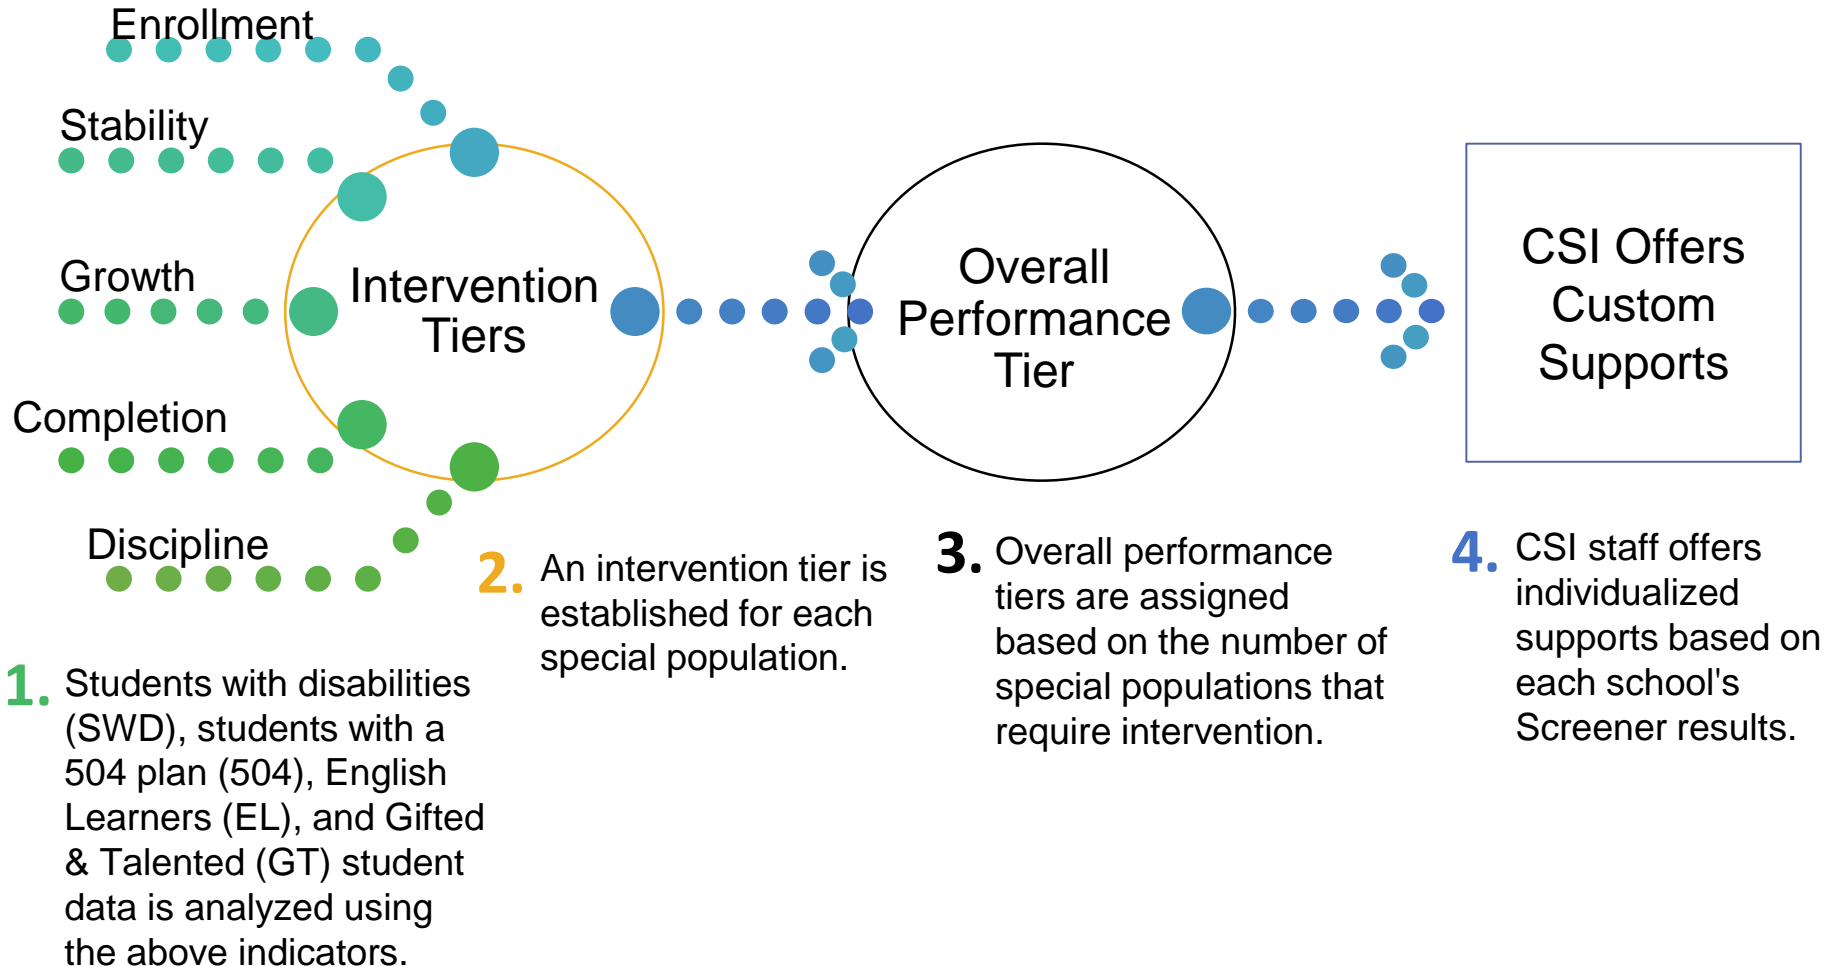 Enrollment
Stability
Growth
Completion
Discipline
Intervention
Tiers
Overall
Performance
Tier
CSI Offers
Custom
Supports
1. Students with disabilities
(SWD), students with a
504 plan (504), English
Learners (EL), and Gifted
& Talented (GT) student
data is analyzed using
the above indicators.
2. An intervention tier is
established for each
special population.
3. Overall performance
tiers are assigned
based on the number of
special populations that
require intervention.
4. CSI staff offers
individualized
supports based on
each school's
Screener results.